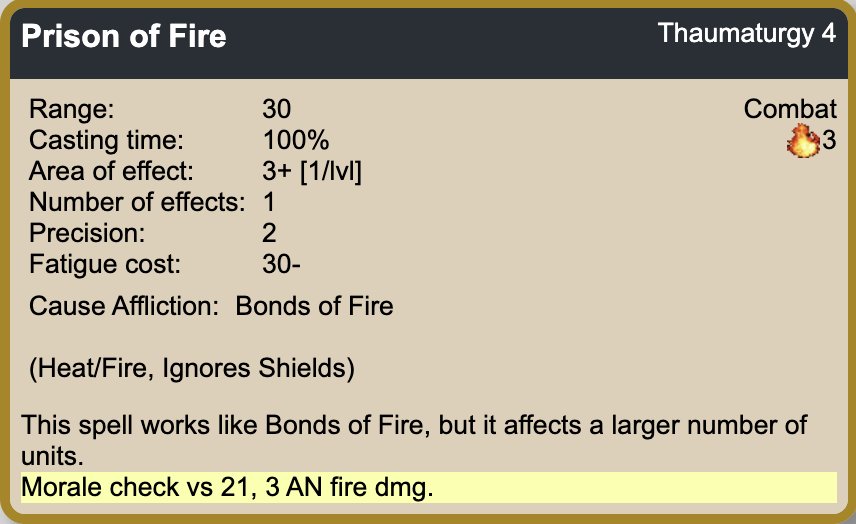 Prison of Fire Thaumaturgy 4
Range: 30 Combat
Casting time: 100% 3
Area of effect: 3+ [1/lvl]
Number of effects: 1
Precision: 2
Fatigue cost: 30-
Cause Affliction: Bonds of Fire
(Heat/Fire, Ignores Shields)
This spell works like Bonds of Fire, but it affects a larger number of
units.
Morale check vs 21, 3 AN fire dmg.